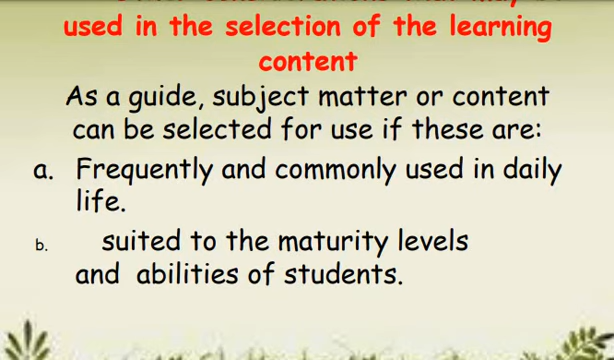 used in the selection of the learning
content
As a guide, subject matter or content
can be selected for use if these are:
a. Frequently and commonly used in daily
life.
b. suited to the maturity levels
and abilities of students.